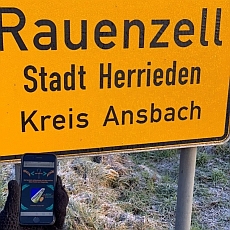 Rauenzell
Stadt Herrieden
Kreis Ansbach